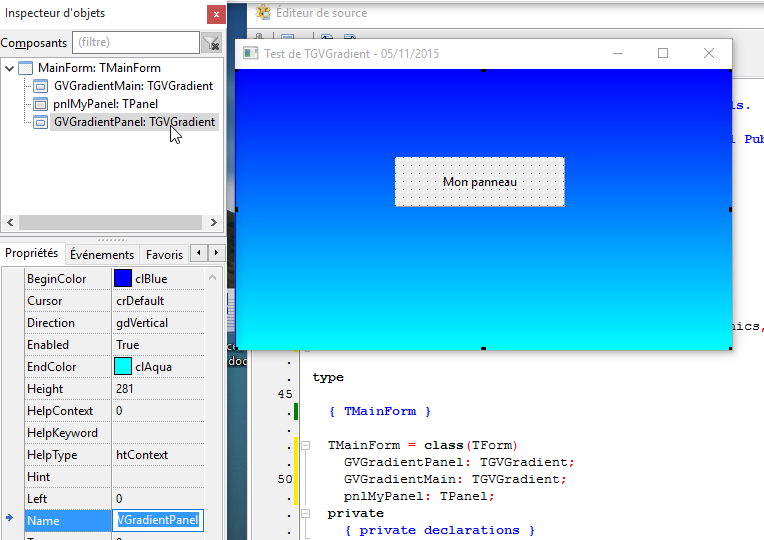 Inspecteur d'objets
Composants (filtre)
MainForm: TMainForm
GVGradientMain: TGVGradient
pnlMyPanel: TPanel
GVGradientPanel: TGVGradient
Propriétés Événements Favoris
BeginColor clBlue
Cursor crDefault
Direction gdVertical
Enabled True
EndColor clAqua
Height 281
HelpContext 0
HelpKeyword
HelpType htContext
Hint
Left 0
Name VGradientPanel
Éditeur de source
Test de TGVGradient - 05/11/2015
Mon panneau
type
45
{ TMainForm }
TMainForm = class(TForm)
GVGradientPanel: TGVGradient;
50 GVGradientMain: TGVGradient;
pnlMyPanel: TPanel;
private
{ private declarations }